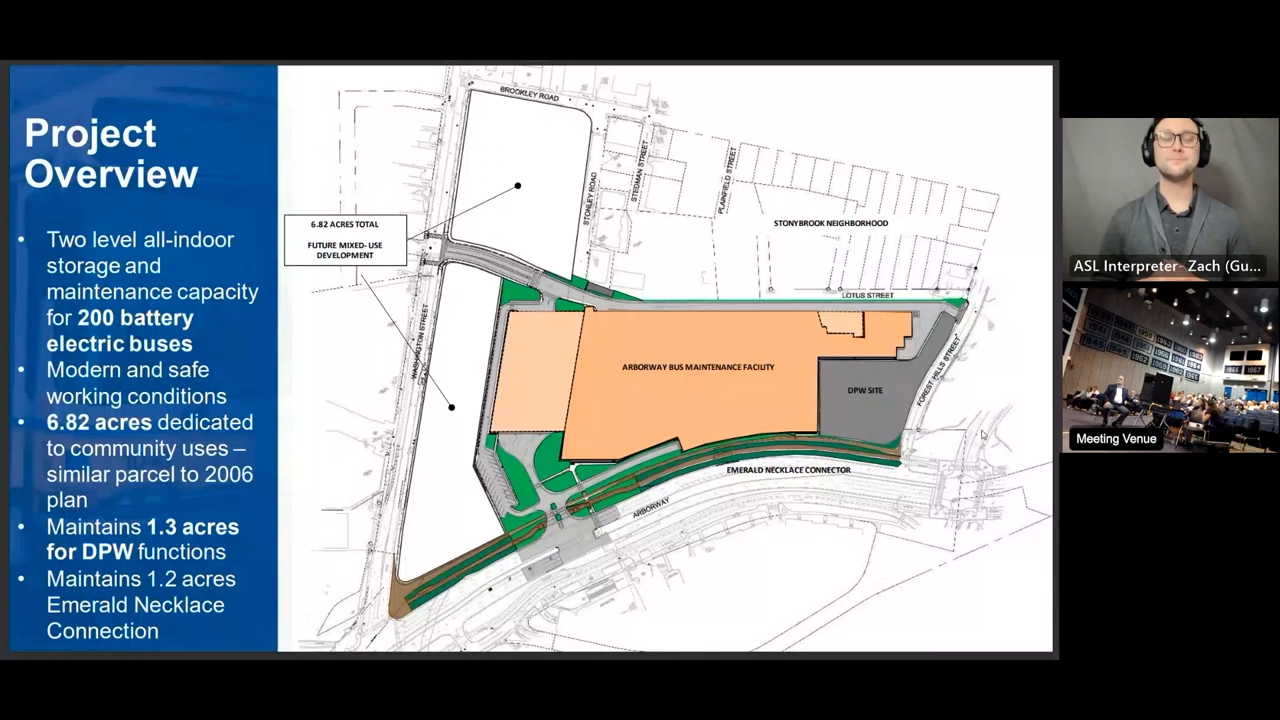 Project
Overview
• Two level all-indoor
storage and
maintenance capacity
for 200 battery
electric buses
• Modern and safe
working conditions
• 6.82 acres dedicated
to community uses –
similar parcel to 2006
plan
• Maintains 1.3 acres
for DPW functions
• Maintains 1.2 acres
Emerald Necklace
Connection
BROOKLEY ROAD
STEDMAN STREET
PLAINFIELD STREET
STONLEY ROAD
6.82 ACRES TOTAL
FUTURE MIXED- USE
DEVELOPMENT
STONYBROOK NEIGHBORHOOD
LOTUS STREET
WASHINGTON STREET
ARBORWAY BUS MAINTENANCE FACILITY
DPW SITE
FOREST HILLS STREET
EMERALD NECKLACE CONNECTOR
ARBORWAY
ASL Interpreter- Zach (Gu...
Meeting Venue